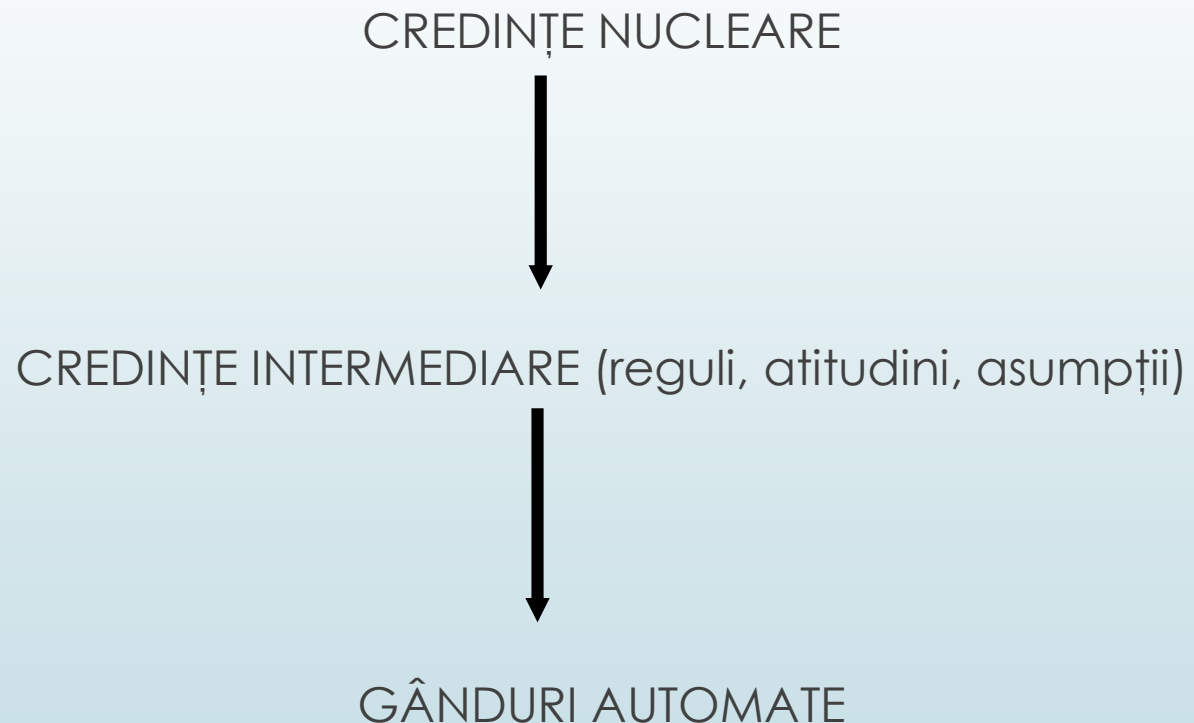 CREDINȚE NUCLEARE
CREDINȚE INTERMEDIARE (reguli, atitudini, asumpții)
GÂNDURI AUTOMATE